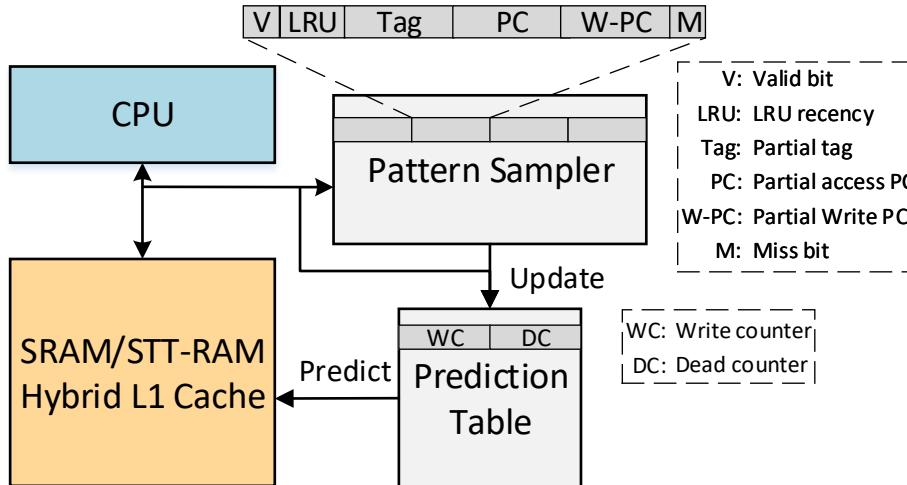 V LRU Tag PC W-PC M
CPU
Pattern Sampler
V: Valid bit
LRU: LRU recency
Tag: Partial tag
PC: Partial access PC
W-PC: Partial Write PC
M: Miss bit
Update
SRAM/STT-RAM
Hybrid L1 Cache
Predict
WC DC
Prediction
Table
WC: Write counter
DC: Dead counter